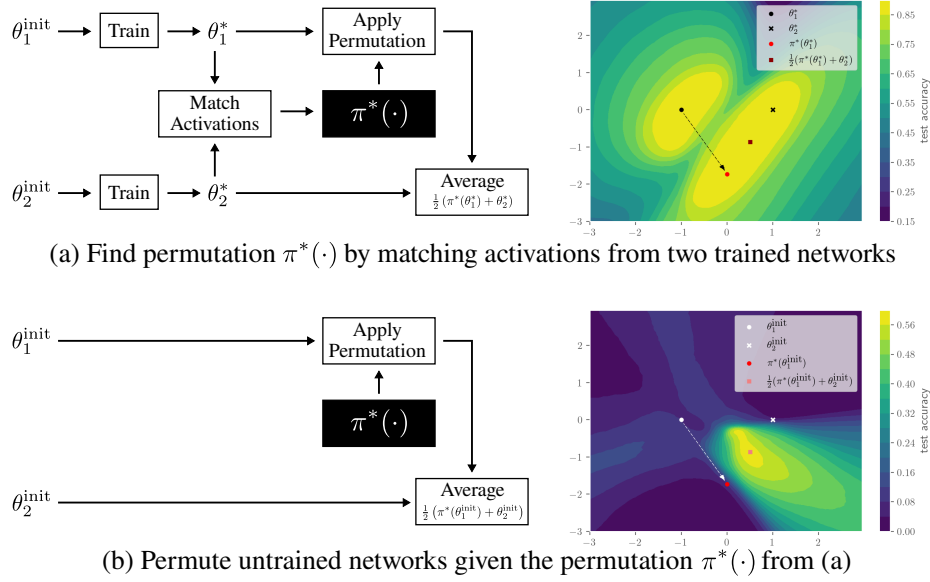 θ₁^init
Train
θ₁*
Apply
Permutation
Match
Activations
π*(·)
θ₂^init
Train
θ₂*
Average
½(π*(θ₁*) + θ₂*)
θ₁*
θ₂*
π*(θ₁*)
½(π*(θ₁*) + θ₂*)
2
1
0
−1
−2
−3
−3 −2 −1 0 1 2
0.85
0.75
0.65
0.55
0.45
0.35
0.25
0.15
test accuracy
(a) Find permutation π*(·) by matching activations from two trained networks
θ₁^init
Apply
Permutation
π*(·)
θ₂^init
Average
½(π*(θ₁^init) + θ₂^init)
θ₁^init
θ₂^init
π*(θ₁^init)
½(π*(θ₁^init) + θ₂^init)
2
1
0
−1
−2
−3
−3 −2 −1 0 1 2
0.56
0.48
0.40
0.32
0.24
0.16
0.08
0.00
test accuracy
(b) Permute untrained networks given the permutation π*(·) from (a)